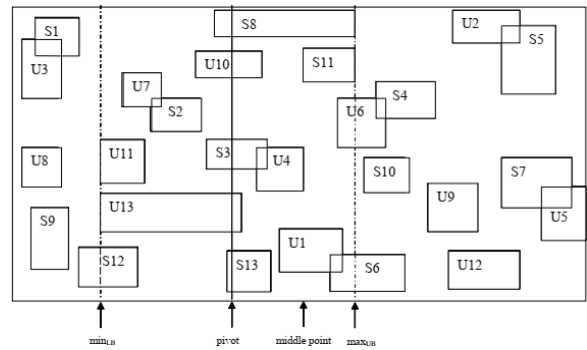 S1
S8
U2
S5
U3
U10
S11
U7
S2
S4
U6
U11
S3
U4
U8
S10
S7
U13
U9
U5
S9
U1
S12
S13
S6
U12
minLB
pivot
middle point
maxUB